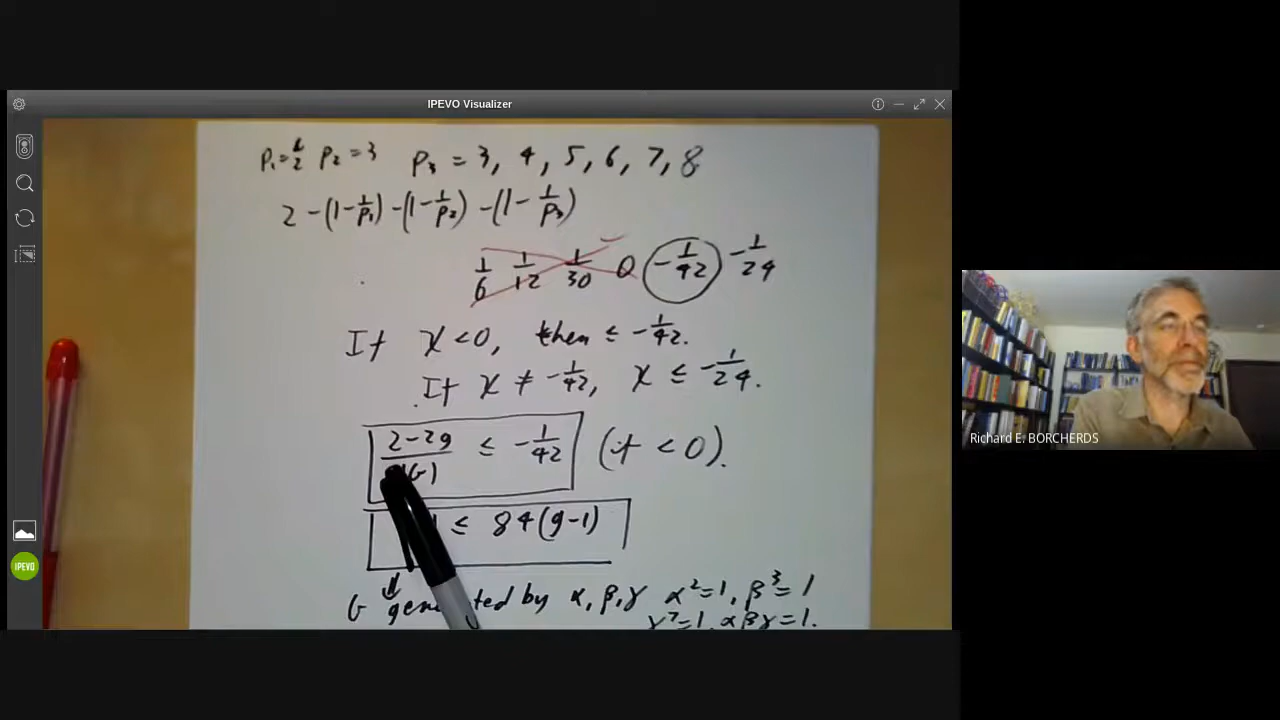 IPEVO Visualizer
p₁=2 p₂=3 p₃ = 3, 4, 5, 6, 7, 8
2 -(1-1/p₁) -(1-1/p₂) -(1-1/p₃)
1/6 1/12 1/30 0 -1/42 -1/24
If χ<0, then ≤ -1/42.
If χ ≠ -1/42, χ ≤ -1/24.
(2-2g)/|G| ≤ -1/42 (if <0).
≤ 84(g-1)
G generated by α, β, γ α²=1, β³=1
γ⁷=1, αβγ=1.
Richard E. BORCHERDS
IPEVO